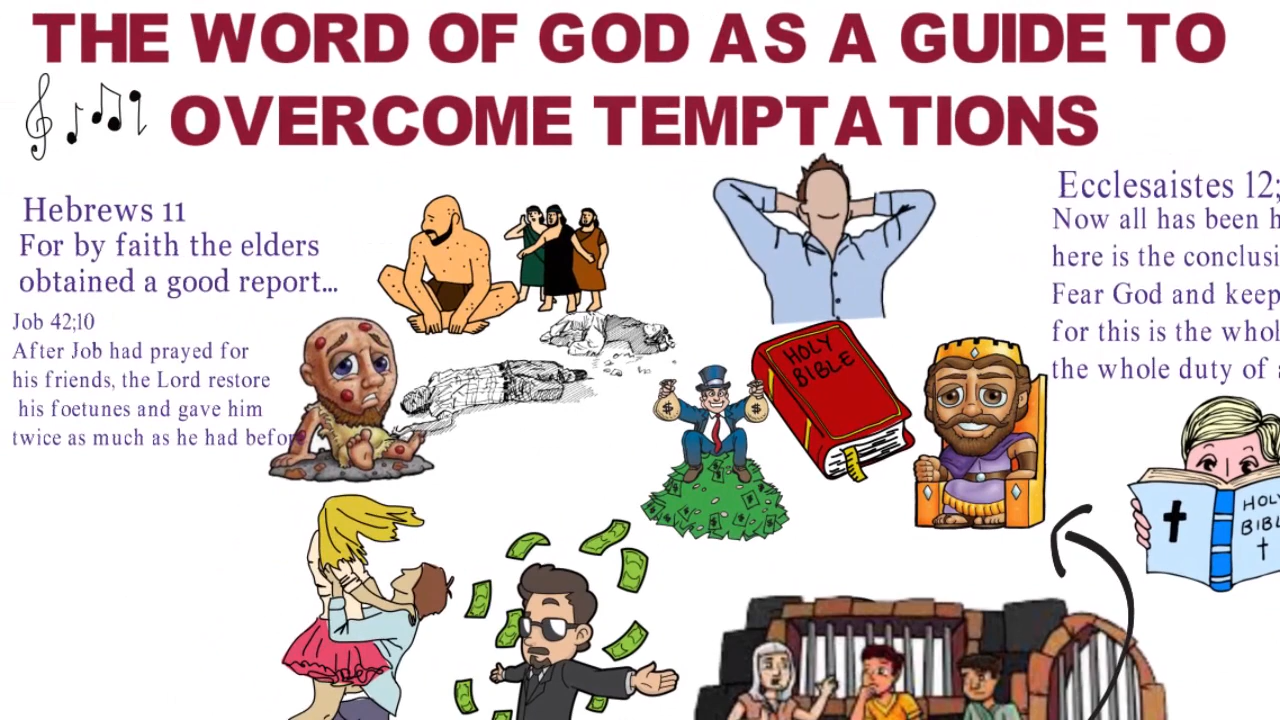 THE WORD OF GOD AS A GUIDE TO
OVERCOME TEMPTATIONS
Hebrews 11
For by faith the elders
obtained a good report...
Job 42;10
After Job had prayed for
his friends, the Lord restore
his foetunes and gave him
twice as much as he had before
Ecclesaistes 12;
Now all has been
here is the
Fear God and keep
for this is the
the whole duty of
HOLY
BIBLE
HOLY
BIBL